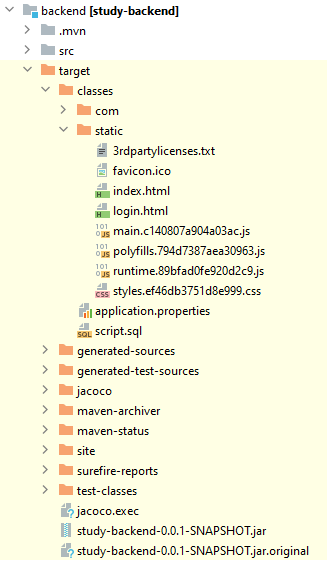 backend [study-backend]
.mvn
src
target
classes
com
static
3rdpartylicenses.txt
favicon.ico
index.html
login.html
main.c140807a904a03ac.js
polyfills.794d7387aea30963.js
runtime.89bfad0fe920d2c9.js
styles.ef46db3751d8e999.css
application.properties
script.sql
generated-sources
generated-test-sources
jacoco
maven-archiver
maven-status
site
surefire-reports
test-classes
jacoco.exec
study-backend-0.0.1-SNAPSHOT.jar
study-backend-0.0.1-SNAPSHOT.jar.original